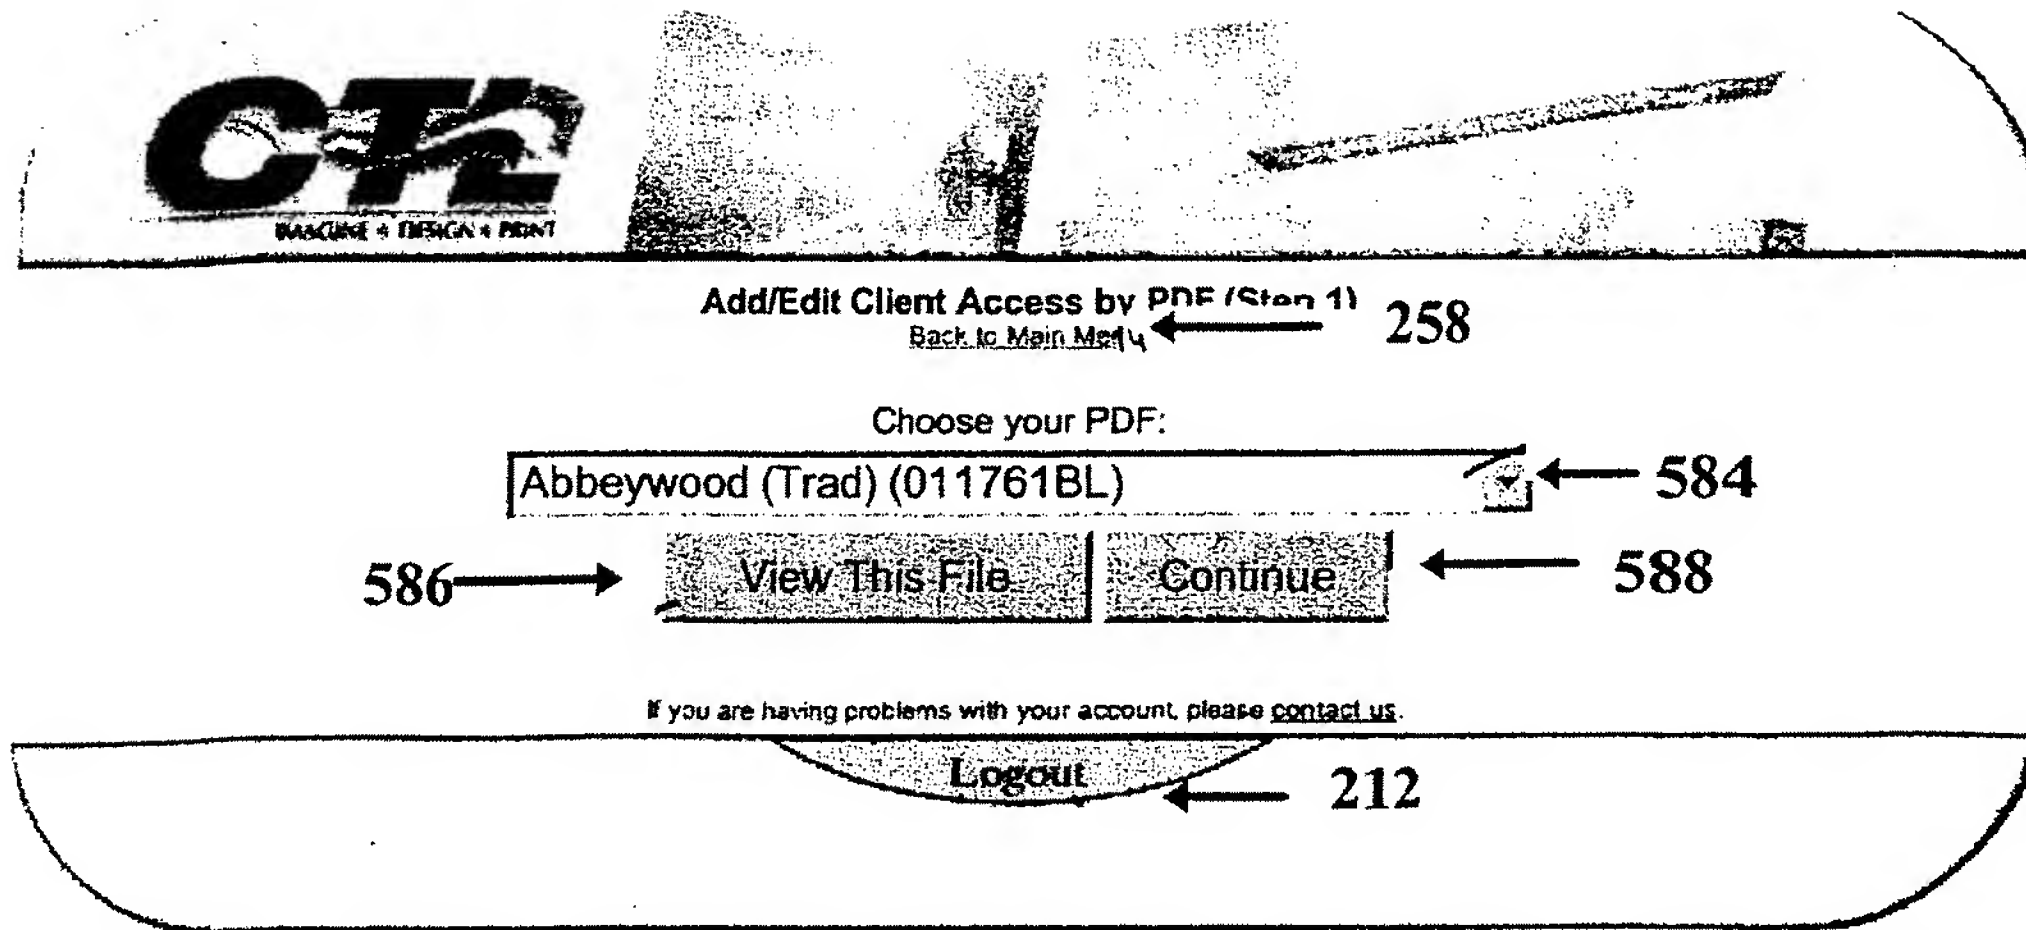 CTL
IMAGINE + DESIGN + PRINT
Add/Edit Client Access by PDF (Step 1)
Back to Main Menu 258
Choose your PDF:
Abbeywood (Trad) (011761BL) 584
586 View This File Continue 588
If you are having problems with your account, please contact us.
Logout
212